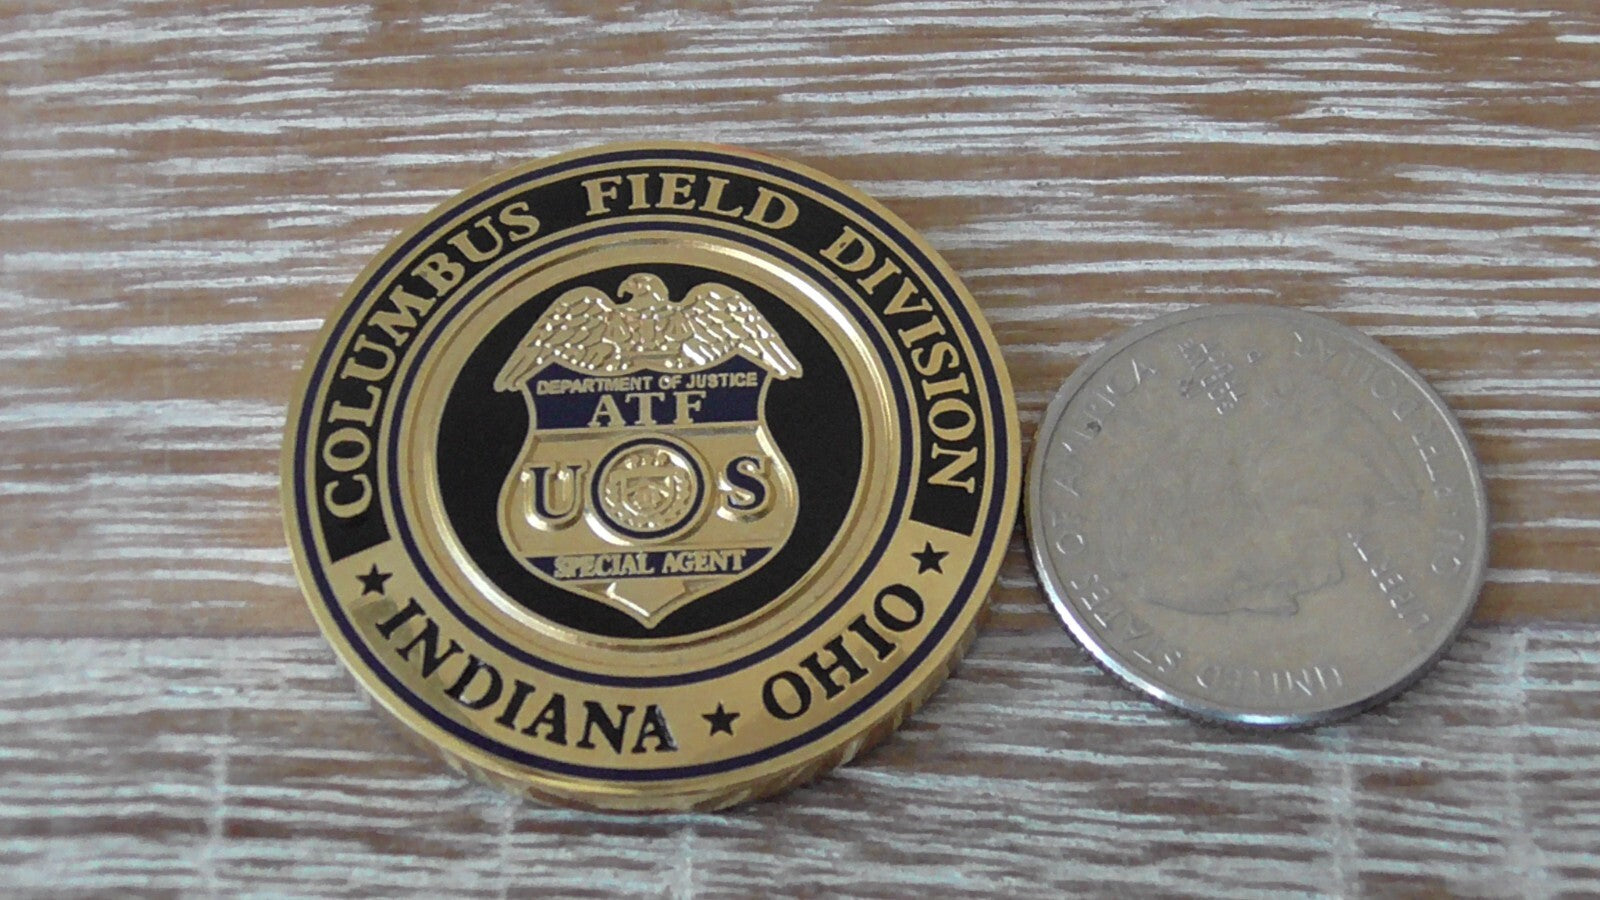 COLUMBUS FIELD DIVISION
DEPARTMENT OF JUSTICE
ATF
U S
SPECIAL AGENT
★ INDIANA ★ OHIO ★
UNITED STATES OF AMERICA
QUARTER DOLLAR